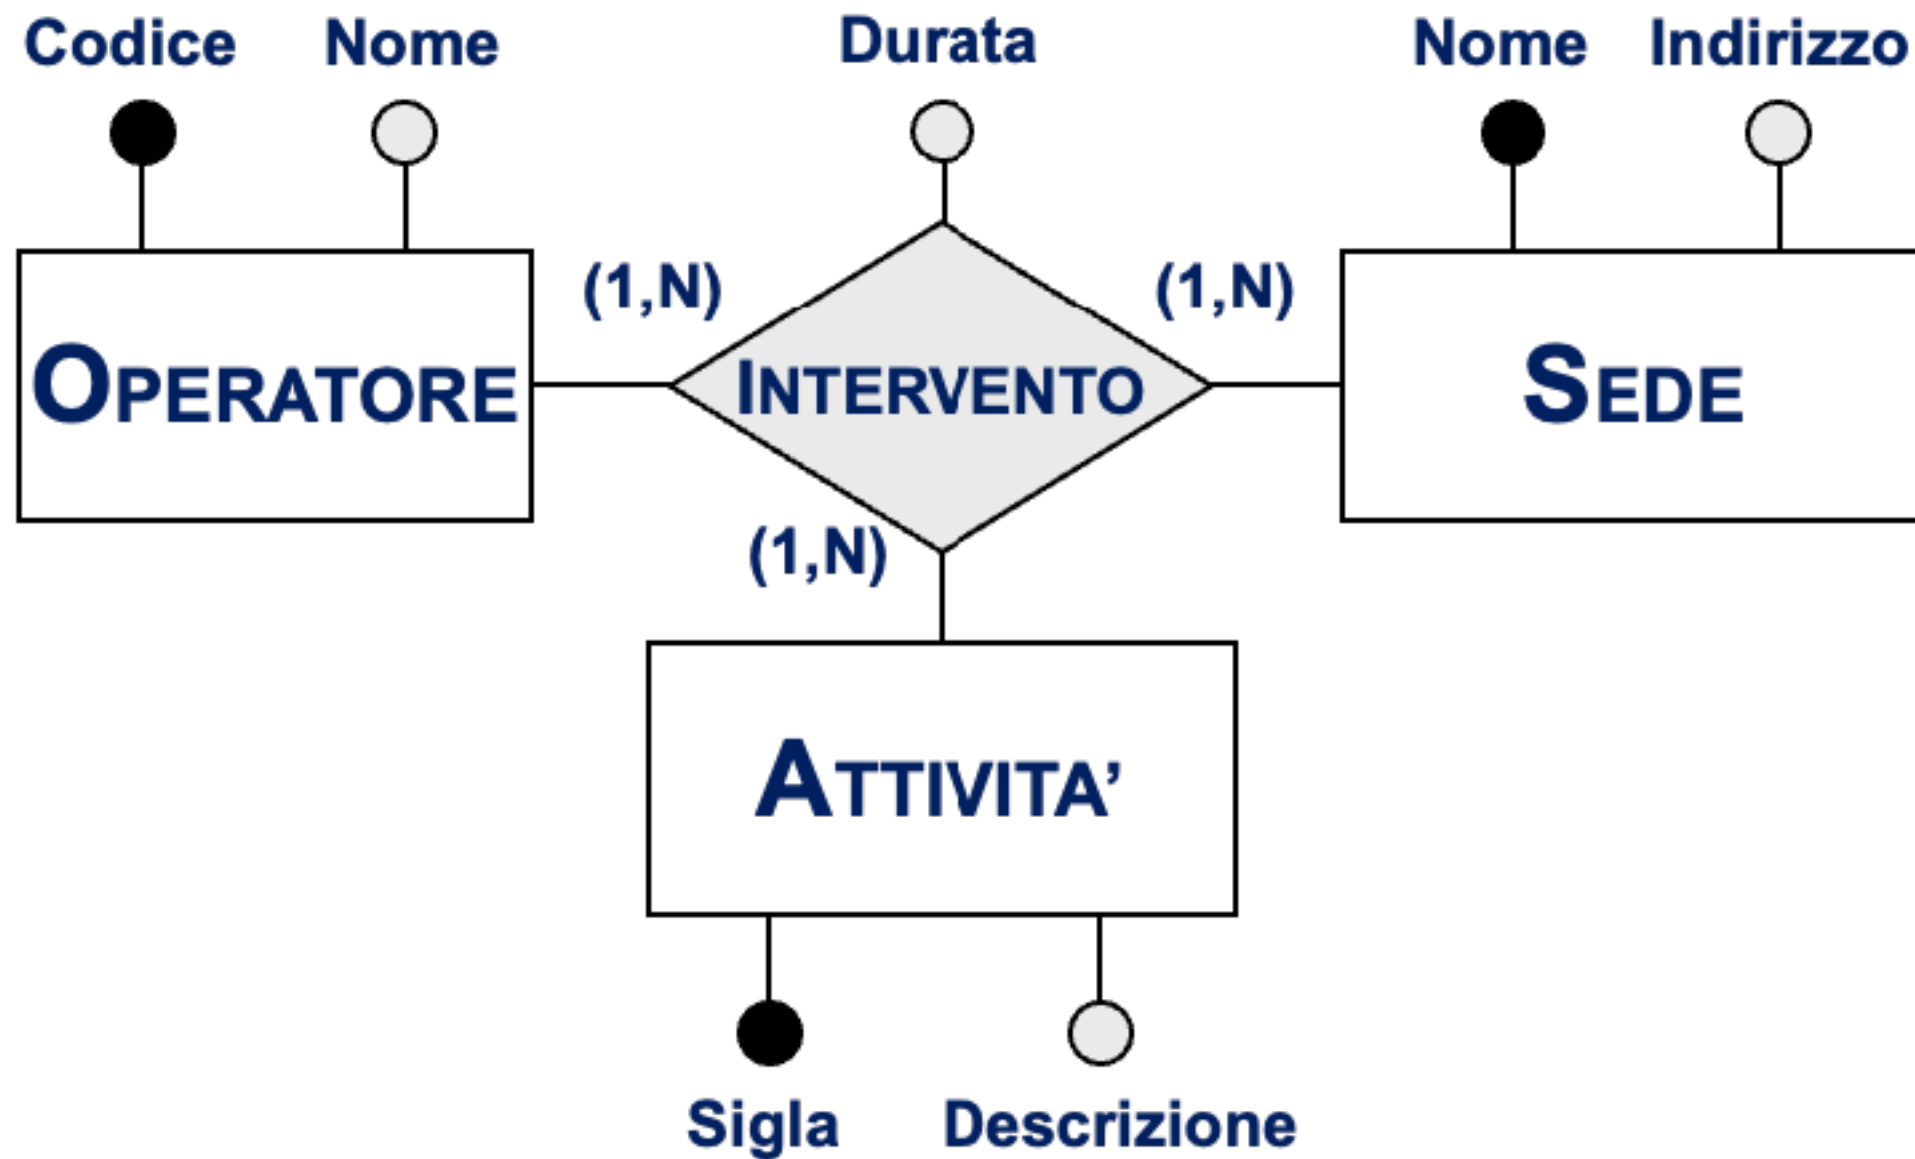 Codice Nome Durata Nome Indirizzo
(1,N) (1,N)
OPERATORE INTERVENTO SEDE
(1,N)
ATTIVITA’
Sigla Descrizione